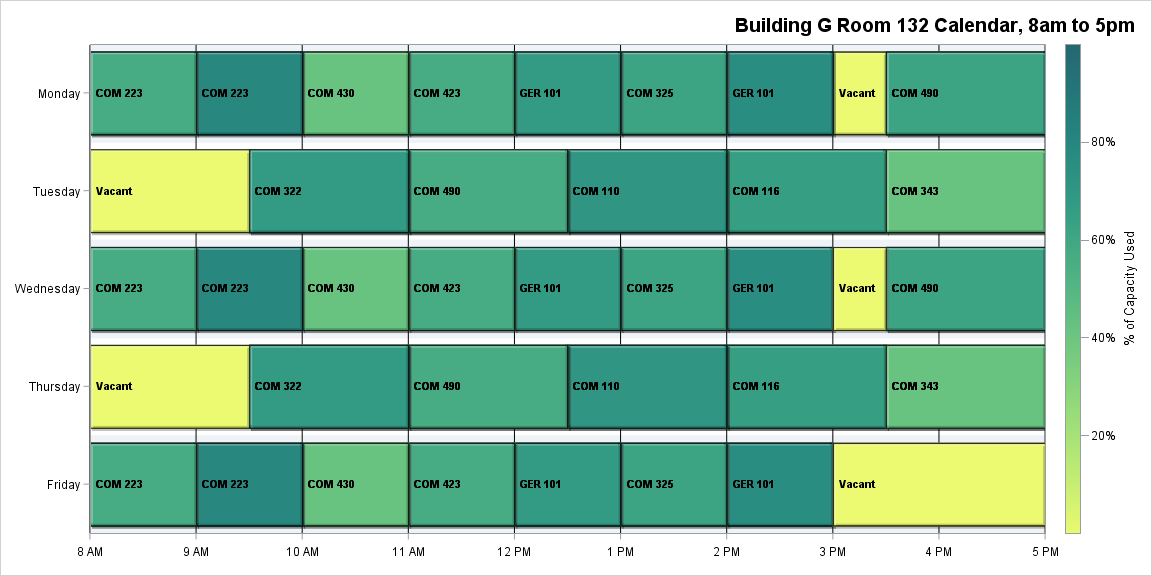 Building G Room 132 Calendar, 8am to 5pm
Monday
COM 223
COM 223
COM 430
COM 423
GER 101
COM 325
GER 101
Vacant
COM 490
Tuesday
Vacant
COM 322
COM 490
COM 110
COM 116
COM 343
Wednesday
COM 223
COM 223
COM 430
COM 423
GER 101
COM 325
GER 101
Vacant
COM 490
Thursday
Vacant
COM 322
COM 490
COM 110
COM 116
COM 343
Friday
COM 223
COM 223
COM 430
COM 423
GER 101
COM 325
GER 101
Vacant
8 AM
9 AM
10 AM
11 AM
12 PM
1 PM
2 PM
3 PM
4 PM
5 PM
80%
60%
40%
20%
% of Capacity Used